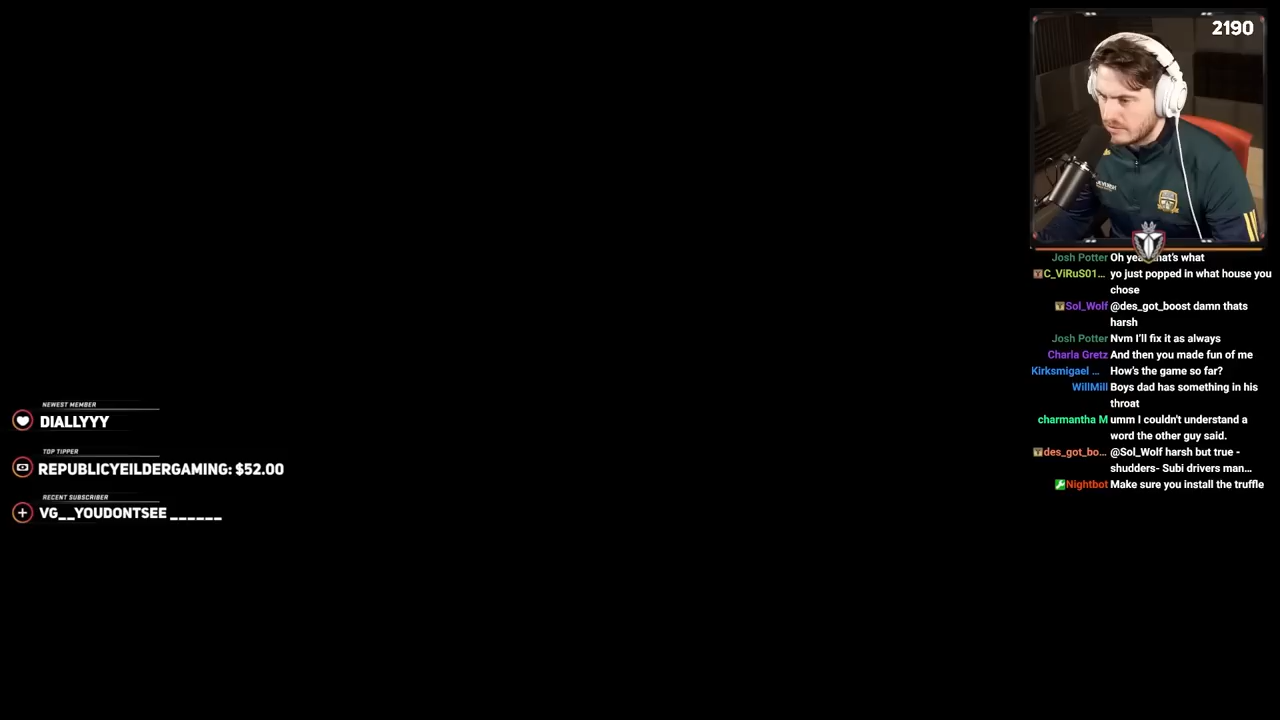 2190
Josh Potter Oh yea that's what
C_ViRuS01... yo just popped in what house you
chose
Sol_Wolf @des_got_boost damn thats
harsh
Josh Potter Nvm I'll fix it as always
Charla Gretz And then you made fun of me
Kirksmigael ... How's the game so far?
WillMill Boys dad has something in his
throat
charmantha M umm I couldn't understand a
word the other guy said.
des_got_bo... @Sol_Wolf harsh but true -
shudders- Subi drivers man...
Nightbot Make sure you install the truffle
NEWEST MEMBER
DIALLYYY
TOP TIPPER
REPUBLICYEILDERGAMING: $52.00
RECENT SUBSCRIBER
VG__YOUDONTSEE ______